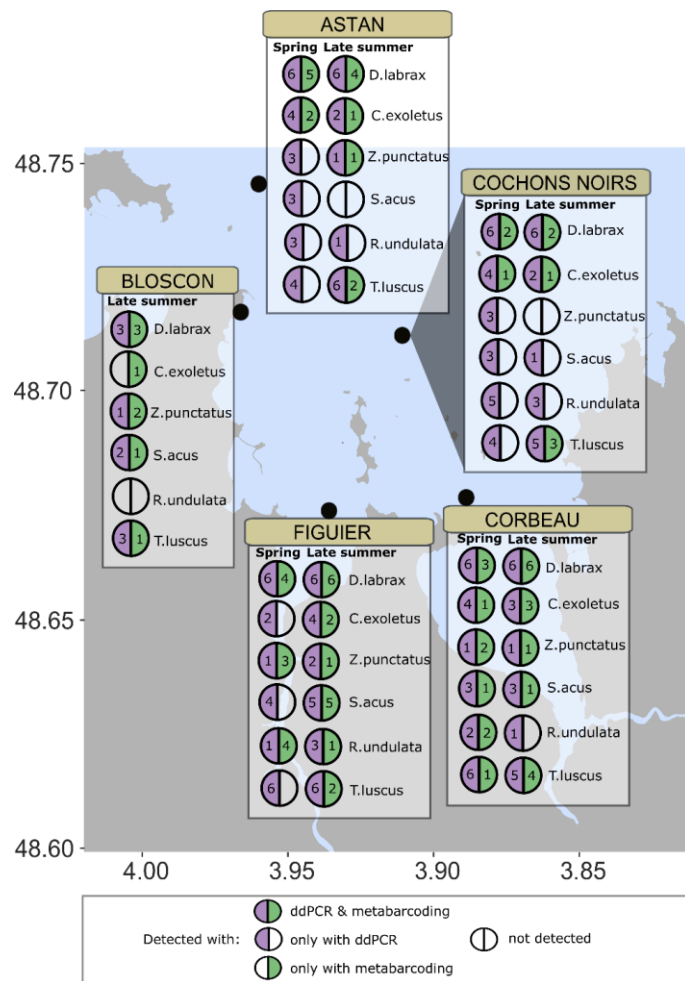 ASTAN
Spring Late summer
6 5 6 4 D.labrax
4 2 2 1 C.exoletus
3 1 1 Z.punctatus
3 S.acus
3 1 R.undulata
4 6 2 T.luscus
48.75
COCHONS NOIRS
Spring Late summer
6 2 6 2 D.labrax
4 1 2 1 C.exoletus
3 Z.punctatus
3 1 S.acus
5 3 R.undulata
4 5 3 T.luscus
BLOSCON
Late summer
3 3 D.labrax
1 C.exoletus
1 2 Z.punctatus
2 1 S.acus
R.undulata
3 1 T.luscus
48.70
48.65
48.60
FIGUIER
Spring Late summer
6 4 6 6 D.labrax
2 4 2 C.exoletus
1 3 2 1 Z.punctatus
4 5 5 S.acus
1 4 3 1 R.undulata
6 6 2 T.luscus
CORBEAU
Spring Late summer
6 3 6 6 D.labrax
4 1 3 3 C.exoletus
1 2 1 1 Z.punctatus
3 1 3 1 S.acus
2 2 1 R.undulata
6 1 5 4 T.luscus
4.00 3.95 3.90 3.85
ddPCR & metabarcoding
Detected with: only with ddPCR not detected
only with metabarcoding